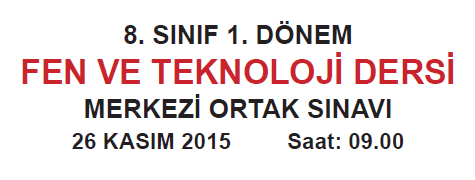 8. SINIF 1. DÖNEM
FEN VE TEKNOLOJİ DERSİ
MERKEZİ ORTAK SINAVI
26 KASIM 2015 Saat: 09.00